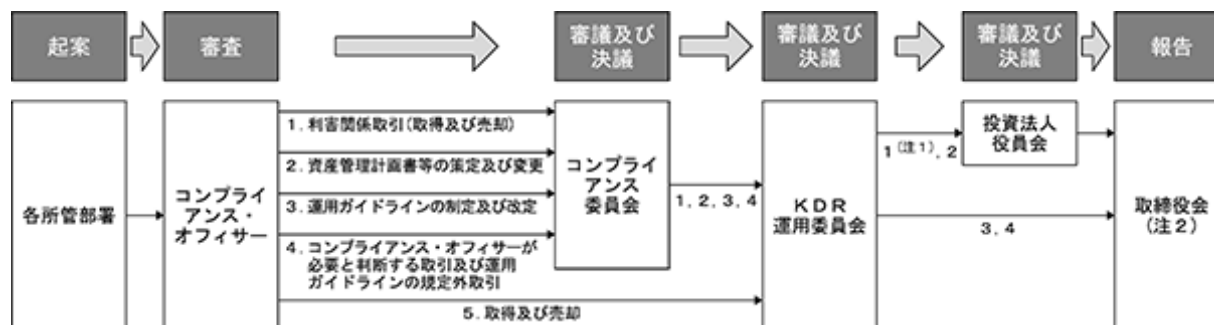 起案
審査
審議及び
決議
審議及び
決議
審議及び
決議
報告
各所管部署
コンプライ
アンス・
オフィサー
1. 利害関係取引(取得及び売却)
2. 資産管理計画書等の策定及び変更
3. 運用ガイドラインの制定及び改定
4. コンプライアンス・オフィサーが
必要と判断する取引及び運用
ガイドラインの規定外取引
5. 取得及び売却
コンプライ
アンス
委員会
1, 2, 3, 4
KDR
運用委員会
1(注1), 2
3, 4
投資法人
役員会
取締役会
(注2)